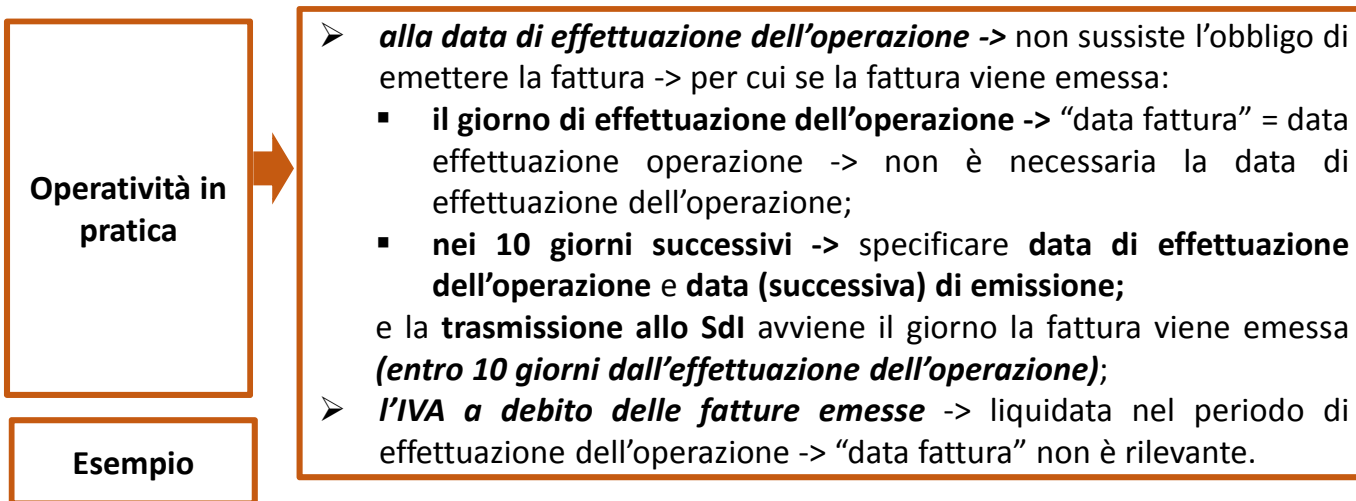 Operatività in
pratica
➢ alla data di effettuazione dell’operazione -> non sussiste l’obbligo di
emettere la fattura -> per cui se la fattura viene emessa:
▪ il giorno di effettuazione dell’operazione -> “data fattura” = data
effettuazione operazione -> non è necessaria la data di
effettuazione dell’operazione;
▪ nei 10 giorni successivi -> specificare data di effettuazione
dell’operazione e data (successiva) di emissione;
e la trasmissione allo SdI avviene il giorno la fattura viene emessa
(entro 10 giorni dall’effettuazione dell’operazione);
➢ l’IVA a debito delle fatture emesse -> liquidata nel periodo di
effettuazione dell’operazione -> “data fattura” non è rilevante.
Esempio